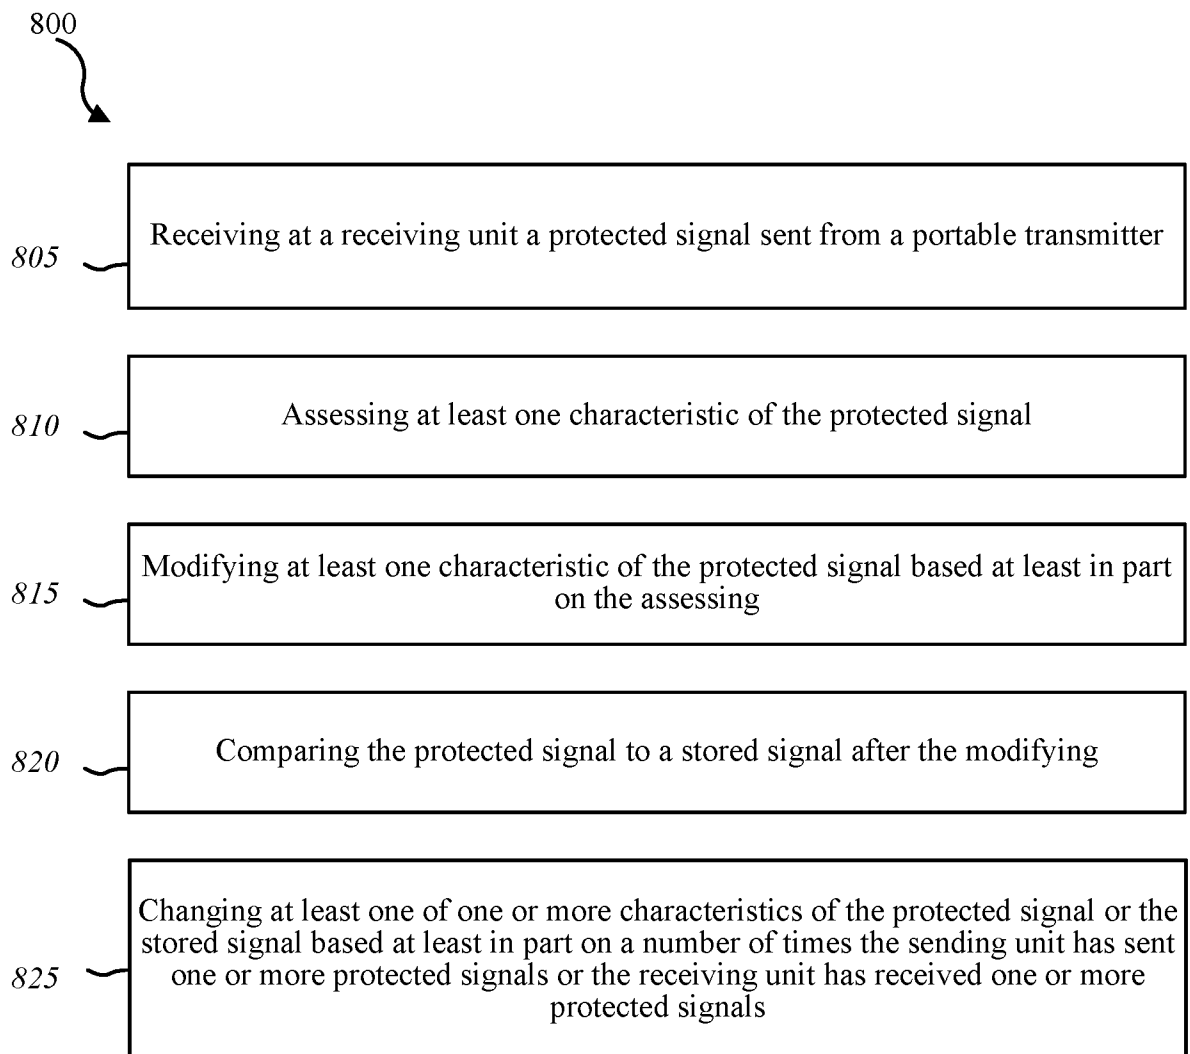 800
805
Receiving at a receiving unit a protected signal sent from a portable transmitter
810
Assessing at least one characteristic of the protected signal
815
Modifying at least one characteristic of the protected signal based at least in part
on the assessing
820
Comparing the protected signal to a stored signal after the modifying
825
Changing at least one of one or more characteristics of the protected signal or the
stored signal based at least in part on a number of times the sending unit has sent
one or more protected signals or the receiving unit has received one or more
protected signals